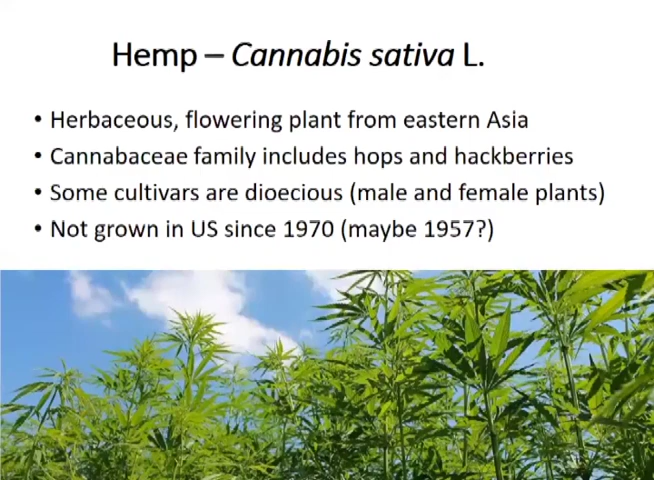 Hemp – Cannabis sativa L.
• Herbaceous, flowering plant from eastern Asia
• Cannabaceae family includes hops and hackberries
• Some cultivars are dioecious (male and female plants)
• Not grown in US since 1970 (maybe 1957?)